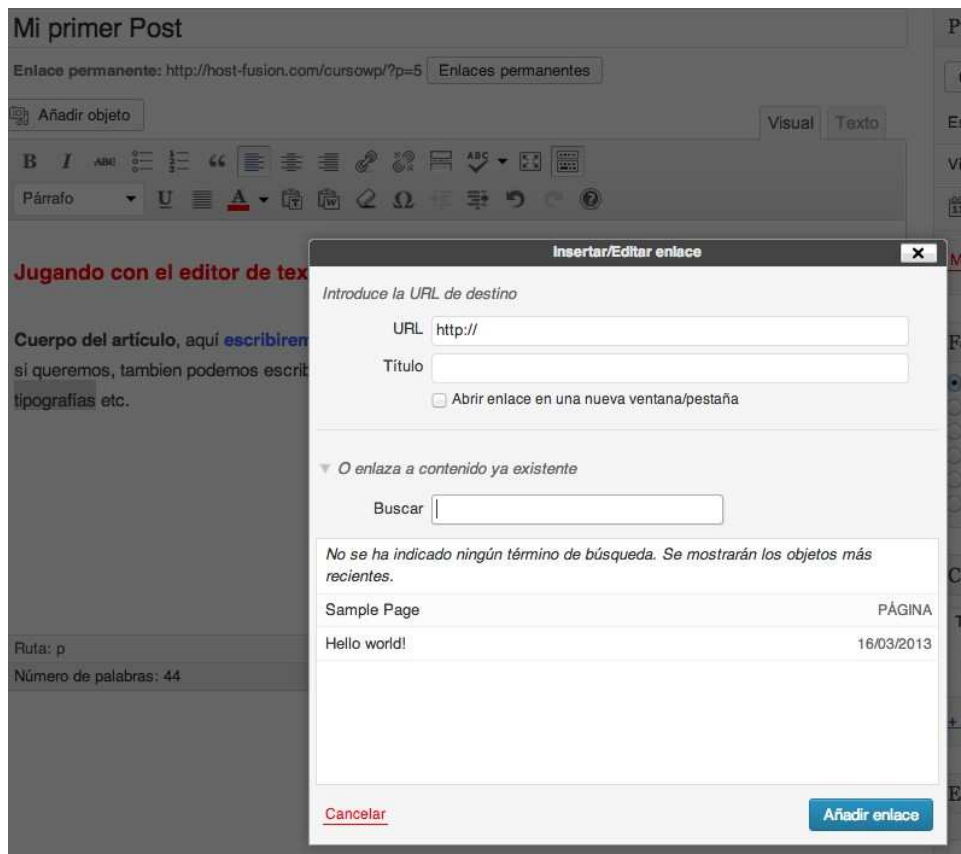 Mi primer Post
Enlace permanente: http://host-fusion.com/cursowp/?p=5 Enlaces permanentes
Añadir objeto
Visual Texto
B I ABC ABC
Párrafo U A T W Ω
Jugando con el editor de tex
Cuerpo del artículo, aquí escribiren
si queremos, tambien podemos escrib
tipografías etc.
Ruta: p
Número de palabras: 44
Insertar/Editar enlace
Introduce la URL de destino
URL http://
Título
Abrir enlace en una nueva ventana/pestaña
O enlaza a contenido ya existente
Buscar
No se ha indicado ningún término de búsqueda. Se mostrarán los objetos más
recientes.
Sample Page PÁGINA
Hello world! 16/03/2013
Cancelar Añadir enlace